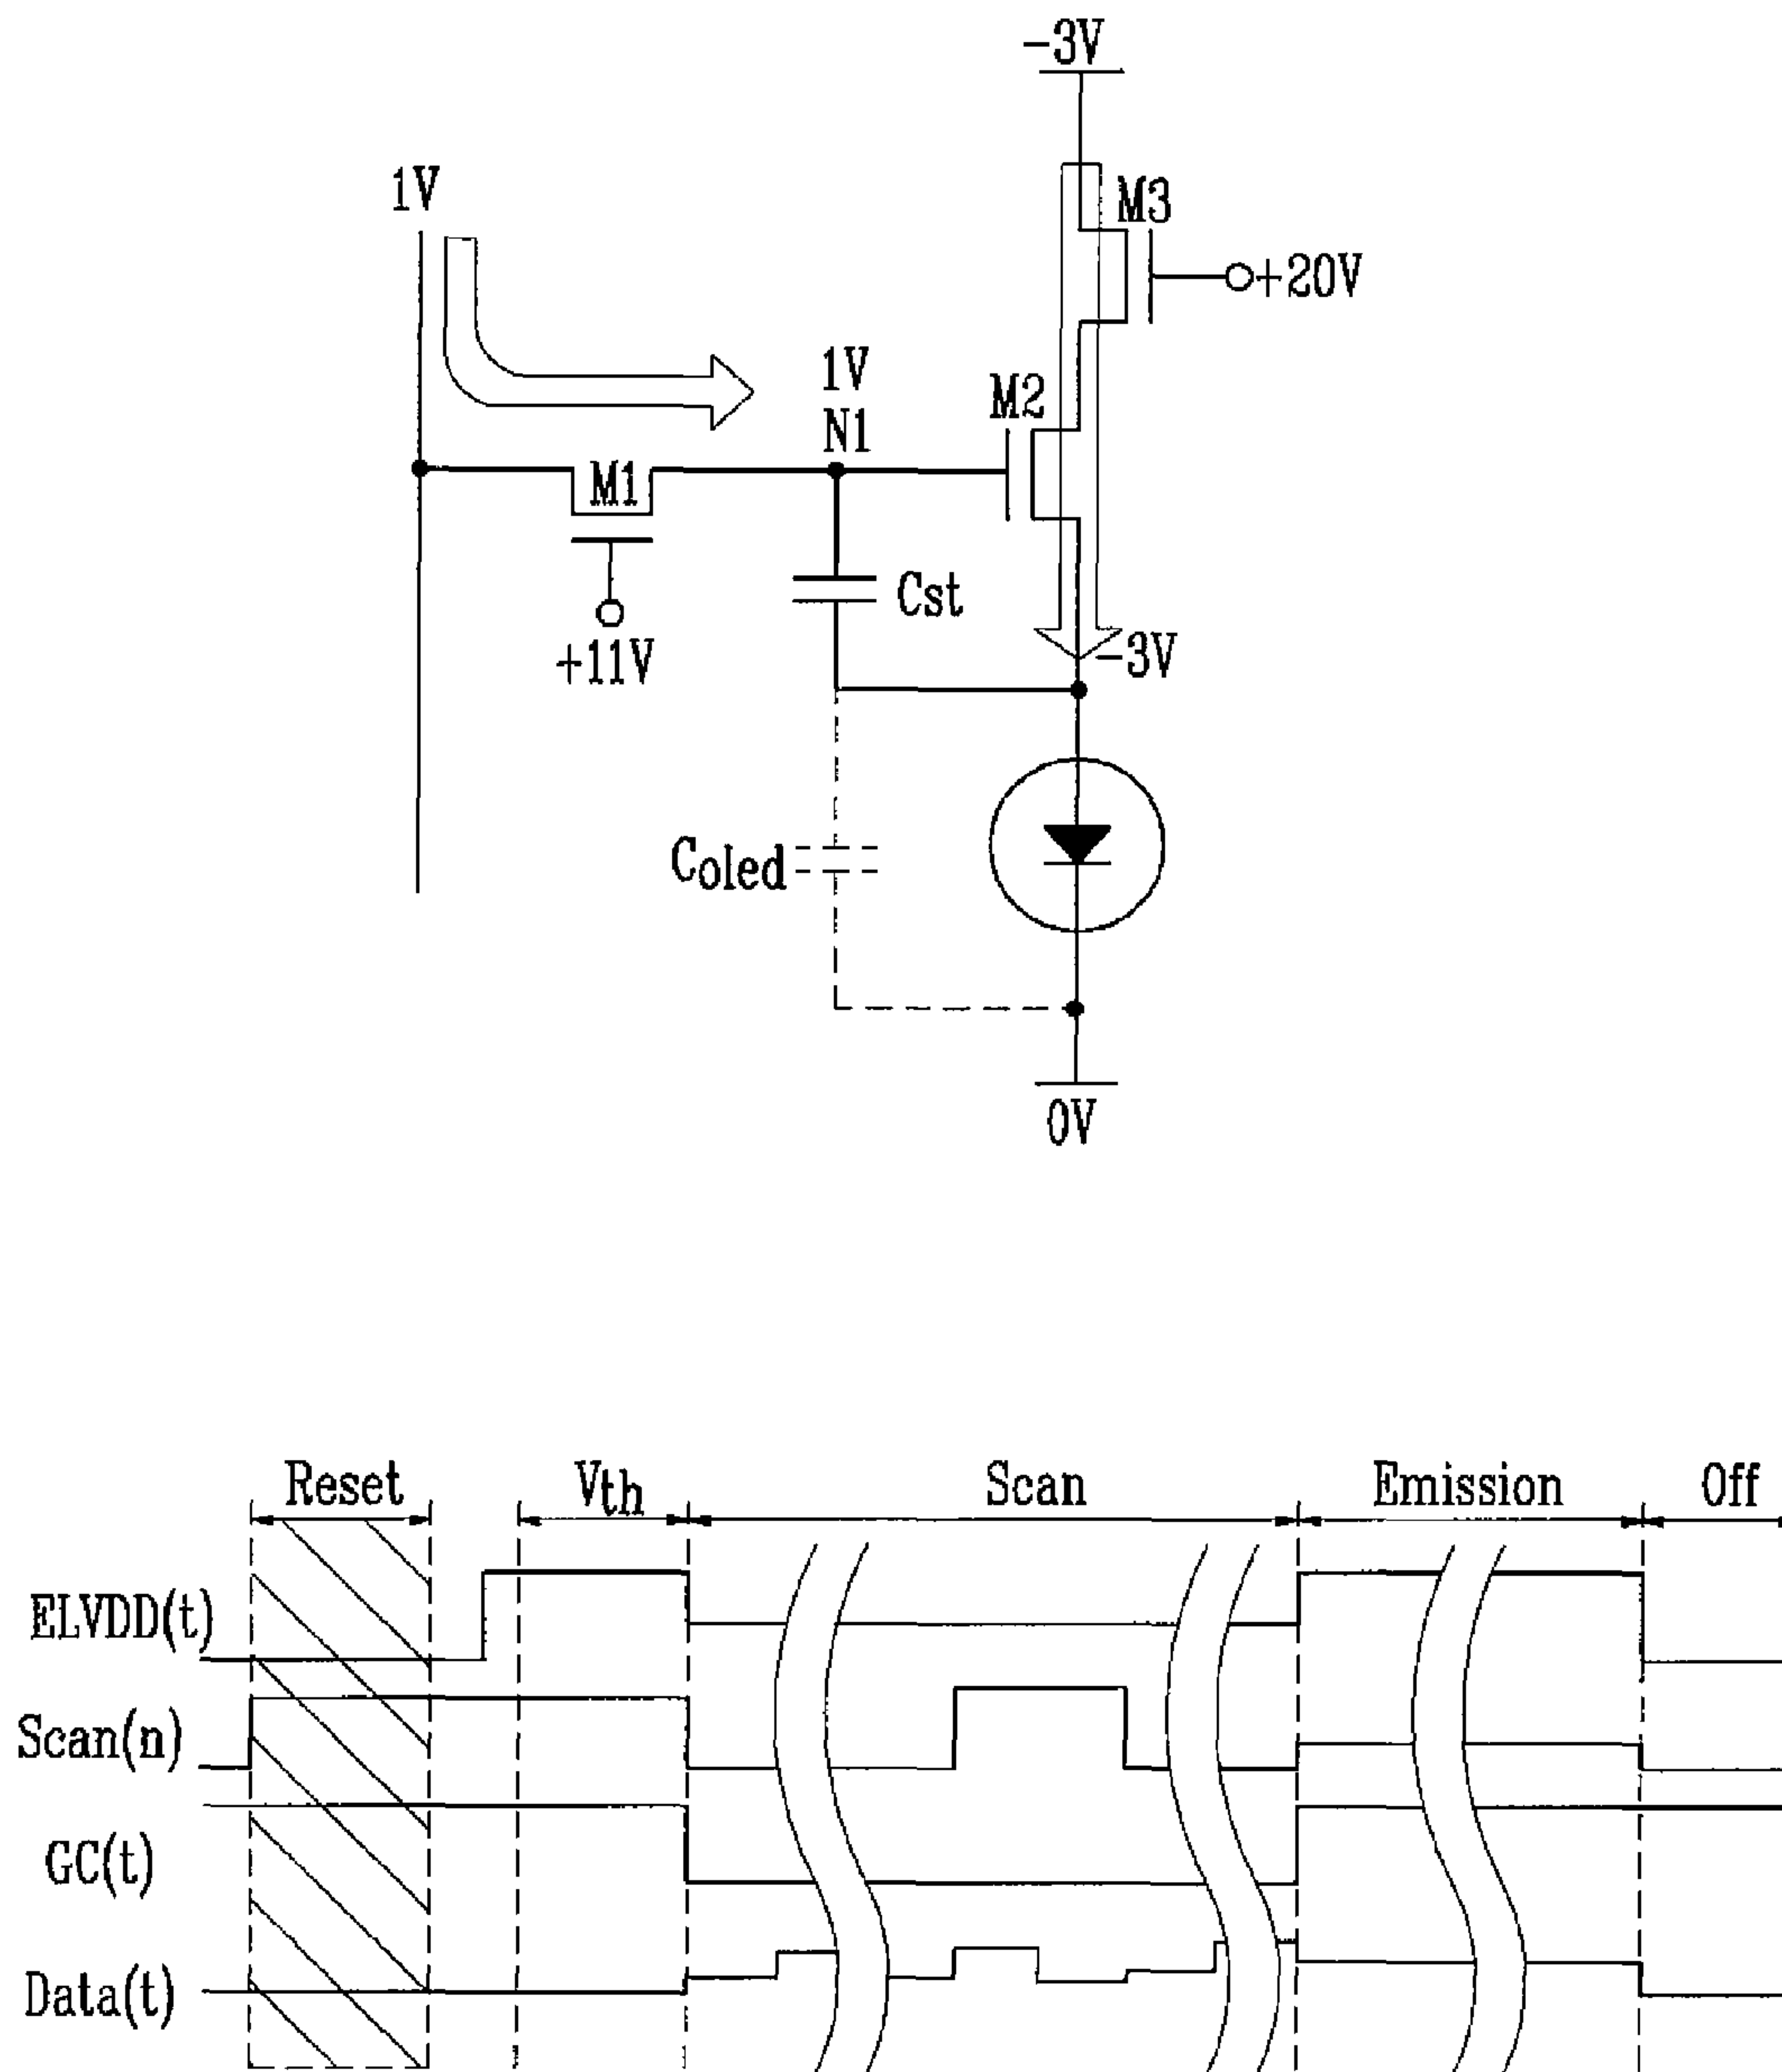 -3V
1V
M3
+20V
1V
N1
M2
M1
Cst
+11V
-3V
Coled
0V
Reset
Vth
Scan
Emission
Off
ELVDD(t)
Scan(n)
GC(t)
Data(t)